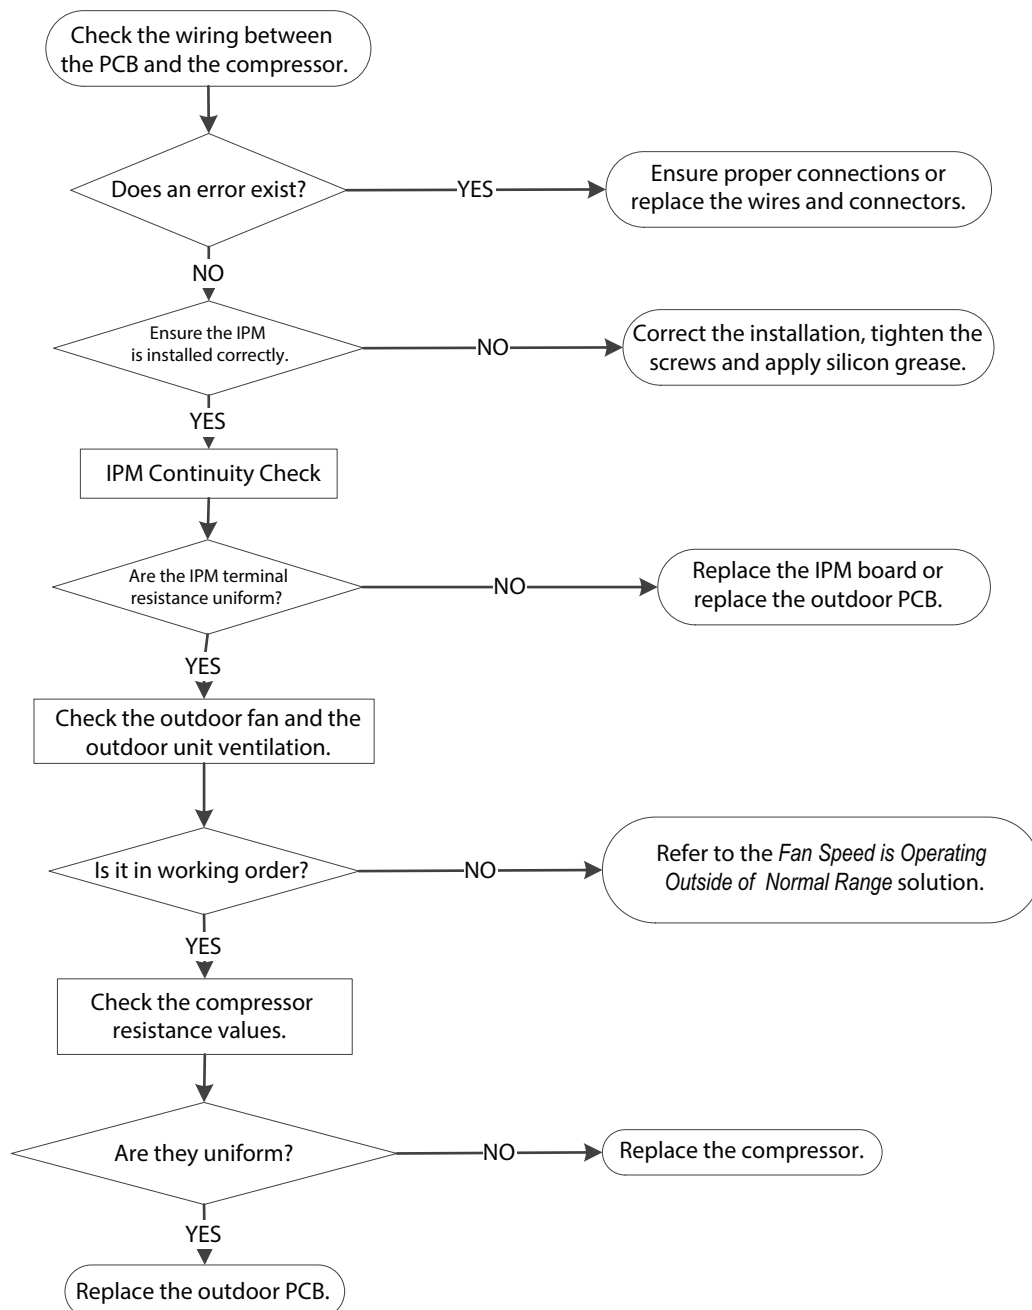 Check the wiring between
the PCB and the compressor.
Does an error exist?
YES
Ensure proper connections or
replace the wires and connectors.
NO
Ensure the IPM
is installed correctly.
NO
Correct the installation, tighten the
screws and apply silicon grease.
YES
IPM Continuity Check
Are the IPM terminal
resistance uniform?
NO
Replace the IPM board or
replace the outdoor PCB.
YES
Check the outdoor fan and the
outdoor unit ventilation.
Is it in working order?
NO
Refer to the Fan Speed is Operating
Outside of Normal Range solution.
YES
Check the compressor
resistance values.
Are they uniform?
NO
Replace the compressor.
YES
Replace the outdoor PCB.